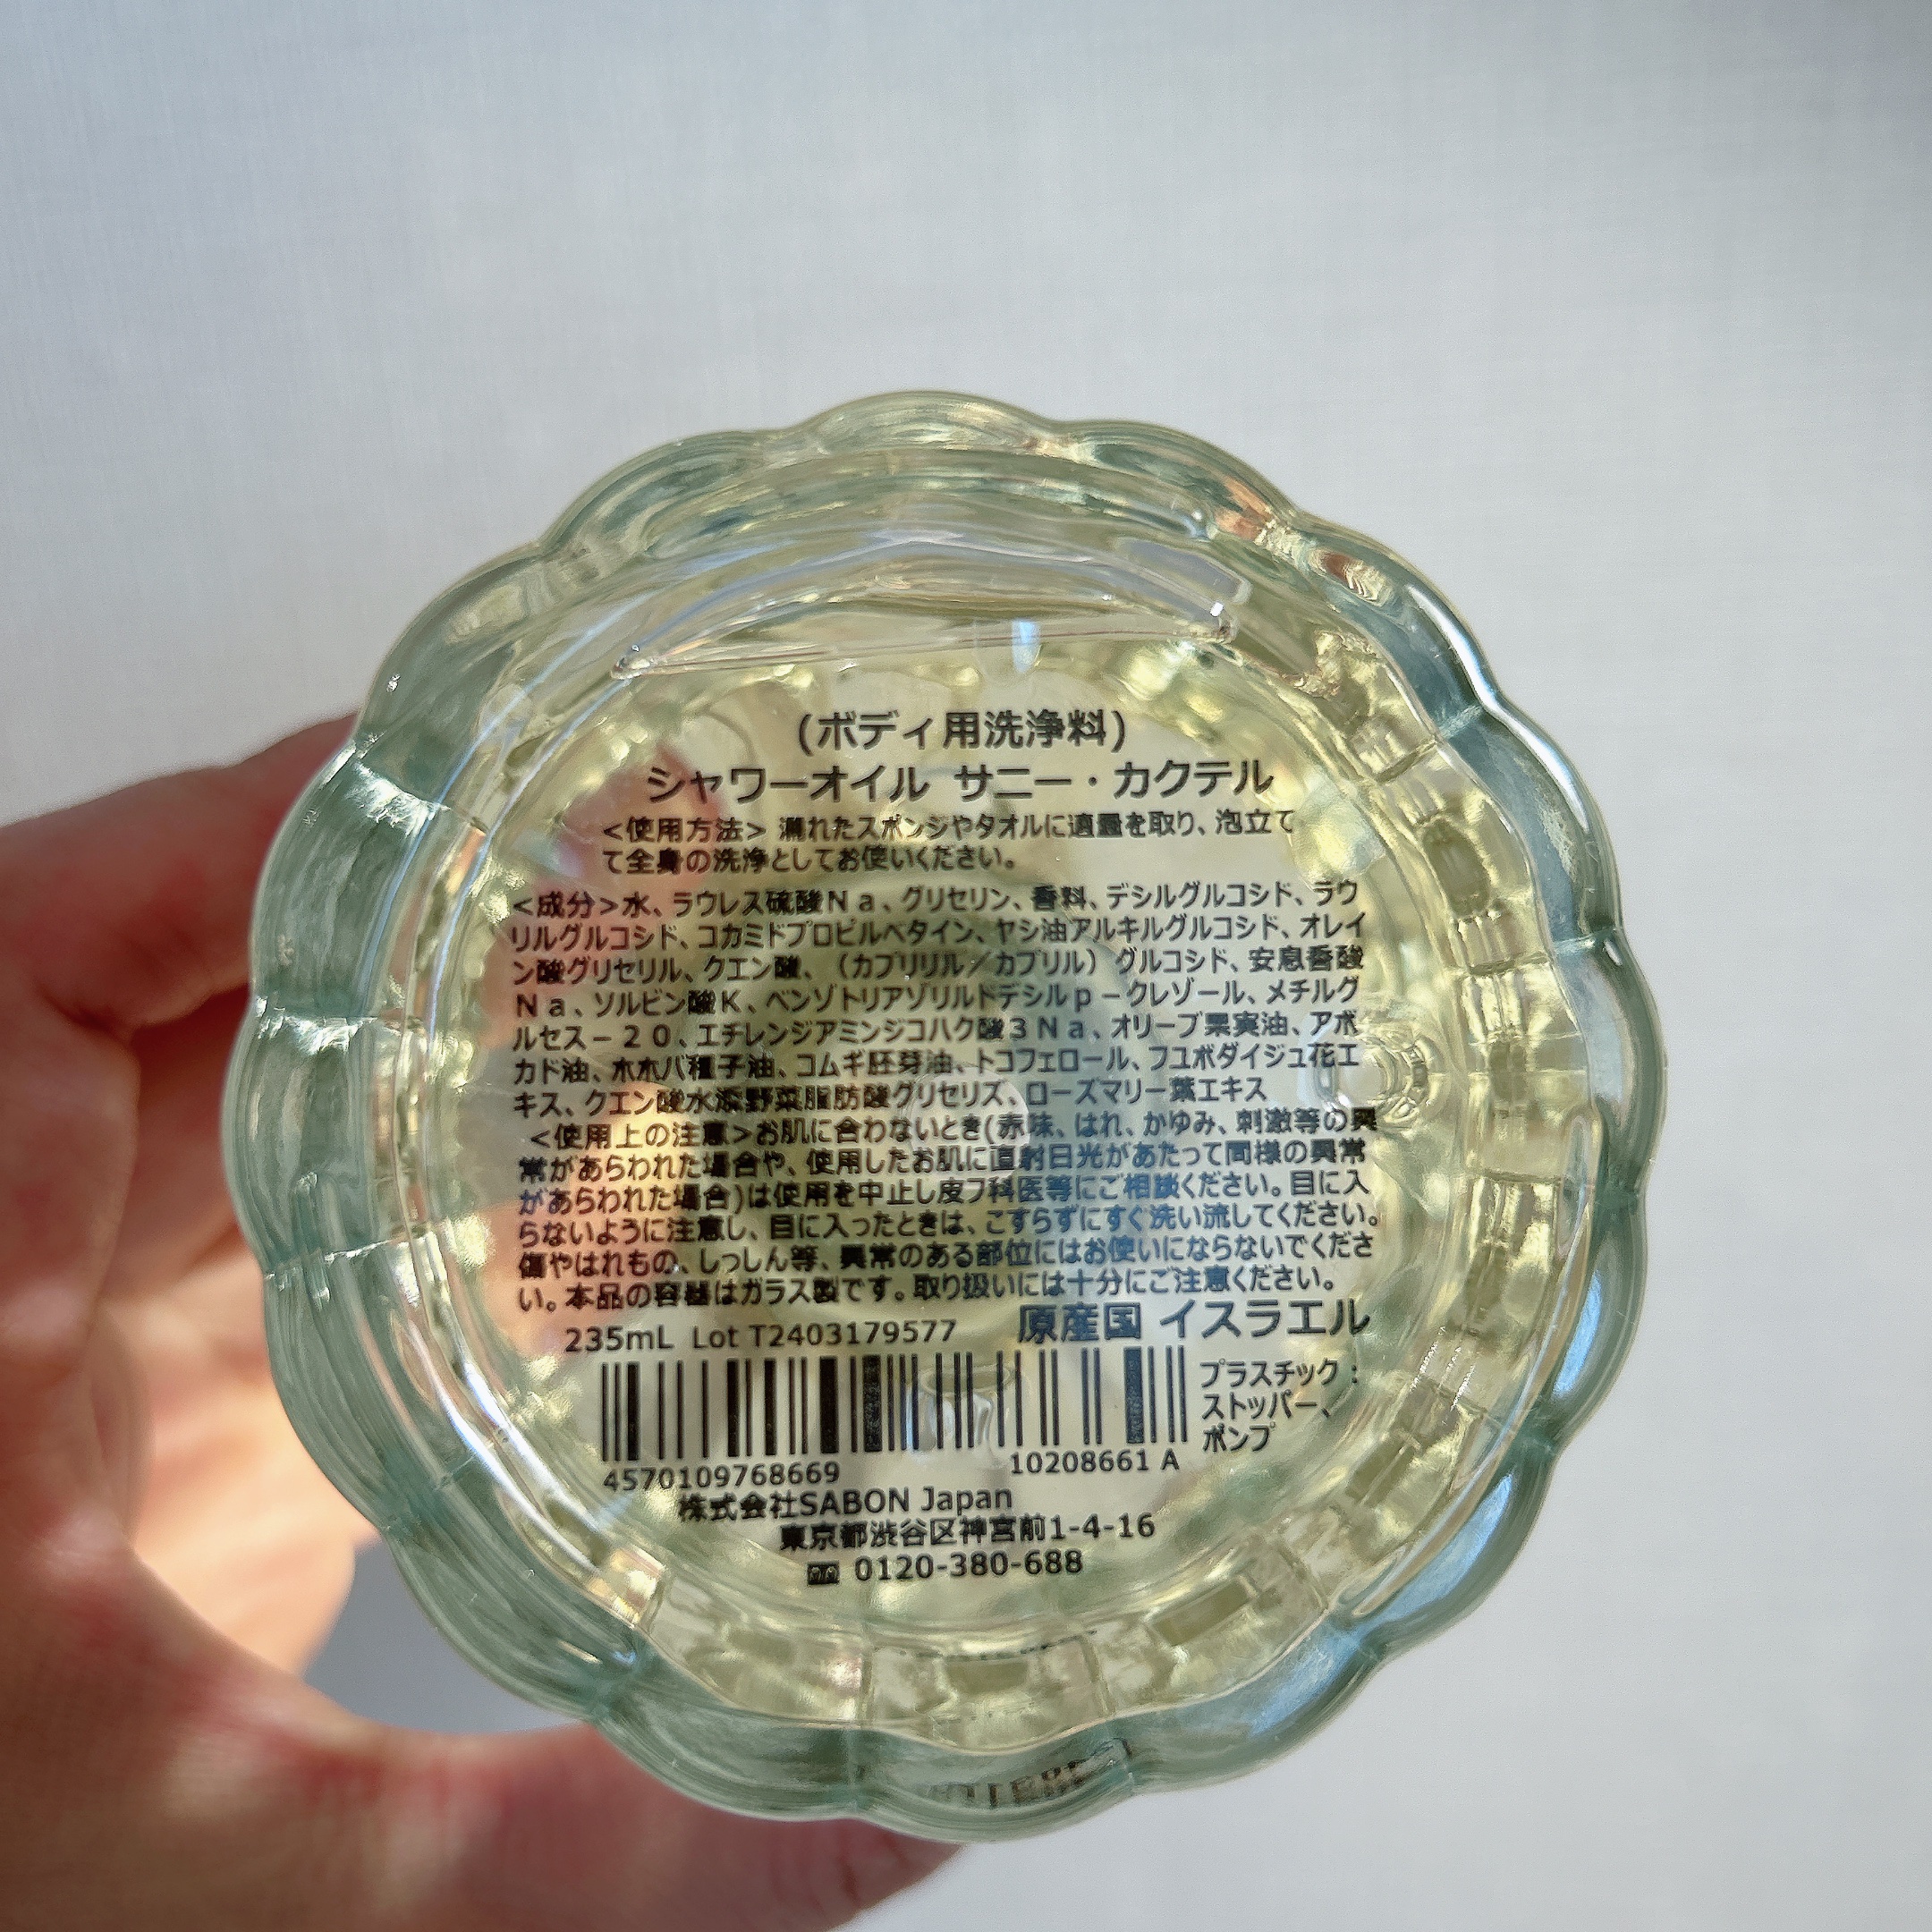 (ボディ用洗浄料)
シャワーオイル サニー・カクテル
<使用方法> 濡れたスポンジやタオルに適量を取り、泡立て
て全身の洗浄としてお使いください。
<成分>水、ラウレス硫酸Ｎａ、グリセリン、香料、デシルグルコシド、ラウ
リルグルコシド、コカミドプロピルベタイン、ヤシ油アルキルグルコシド、オレイ
ン酸グリセリル、クエン酸、（カプリリル／カプリル）グルコシド、安息香酸
Ｎａ、ソルビン酸Ｋ、ベンゾトリアゾリルドデシルｐ－クレゾール、メチルグ
ルセス－２０、エチレンジアミンジコハク酸３Ｎａ、オリーブ果実油、アボ
カド油、ホホバ種子油、コムギ胚芽油、トコフェロール、フユボダイジュ花エ
キス、クエン酸水添野菜脂肪酸グリセリズ、ローズマリー葉エキス
<使用上の注意>お肌に合わないとき(赤味、はれ、かゆみ、刺激等の異
常があらわれた場合や、使用したお肌に直射日光があたって同様の異常
があらわれた場合)は使用を中止し皮フ科医等にご相談ください。目に入
らないように注意し、目に入ったときは、こすらずにすぐ洗い流してください。
傷やはれもの、しっしん等、異常のある部位にはお使いにならないでくださ
い。本品の容器はガラス製です。取り扱いには十分にご注意ください。
235mL Lot T2403179577 原産国 イスラエル
プラスチック：
ストッパー、
ポンプ
4570109768669 10208661 A
株式会社SABON Japan
東京都渋谷区神宮前1-4-16
0120-380-688